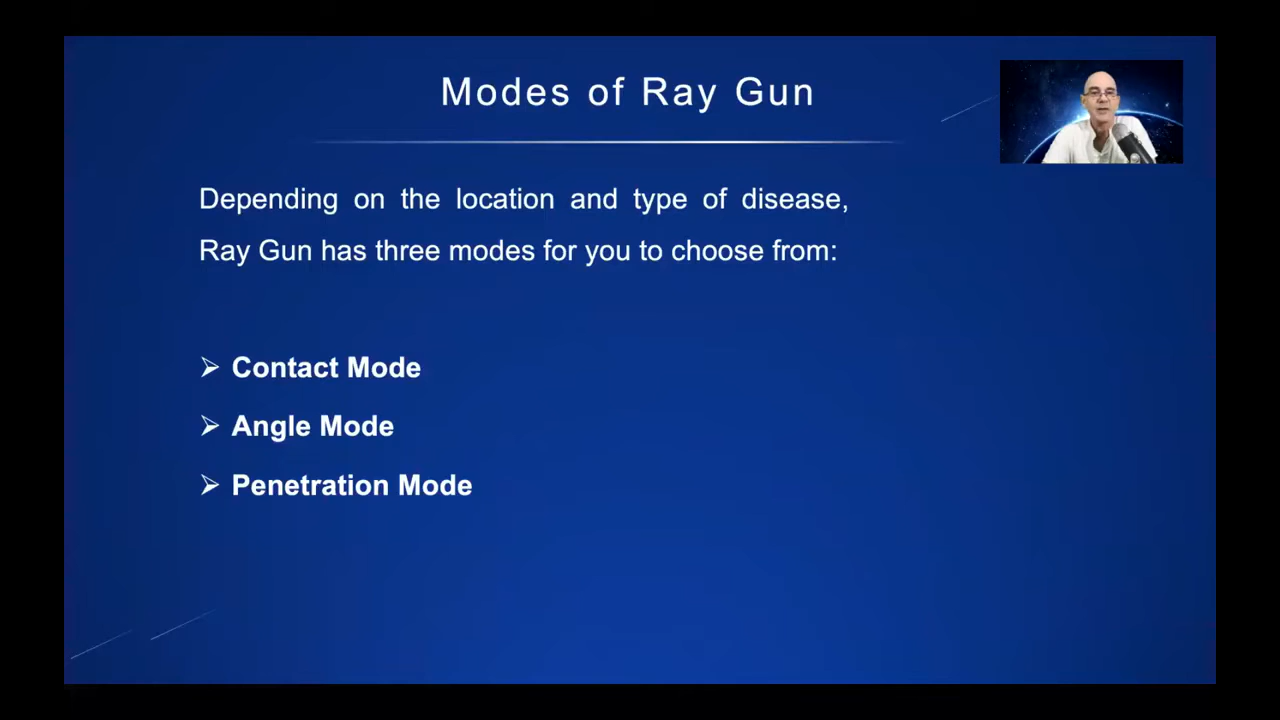 Modes of Ray Gun
Depending on the location and type of disease,
Ray Gun has three modes for you to choose from:
➢ Contact Mode
➢ Angle Mode
➢ Penetration Mode